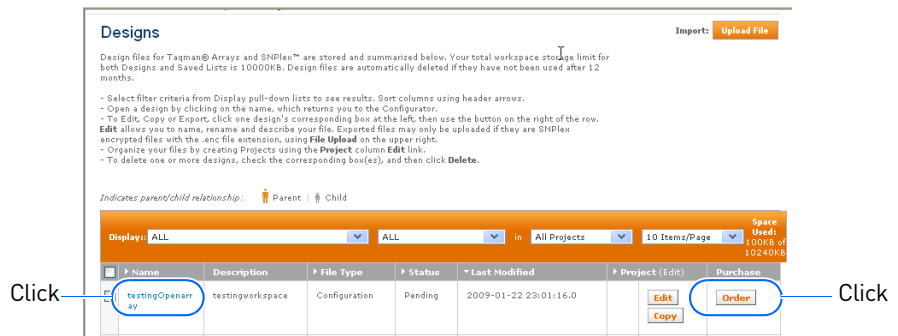 Designs
Import: Upload File
Design files for Taqman® Arrays and SNPlex™ are stored and summarized below. Your total workspace storage limit for
both Designs and Saved Lists is 10000KB. Design files are automatically deleted if they have not been used after 12
months.
- Select filter criteria from Display pull-down lists to see results. Sort columns using header arrows.
- Open a design by clicking on the name, which returns you to the Configurator.
- To Edit, Copy or Export, click one design's corresponding box at the left, then use the button on the right of the row.
Edit allows you to name, rename and describe your file. Exported files may only be uploaded if they are SNPlex
encrypted files with the .enc file extension, using File Upload on the upper right.
- Organize your files by creating Projects using the Project column Edit link.
- To delete one or more designs, check the corresponding box(es), and then click Delete.
Indicates parent/child relationship: Parent | Child
Display: ALL ALL in All Projects 10 Items/Page Space
Used:
100KB of
10240KB
Name Description File Type Status Last Modified Project (Edit) Purchase
Click testingOpenarr testingworkspace Configuration Pending 2009-01-22 23:01:16.0 Edit Order Click
ay
Copy